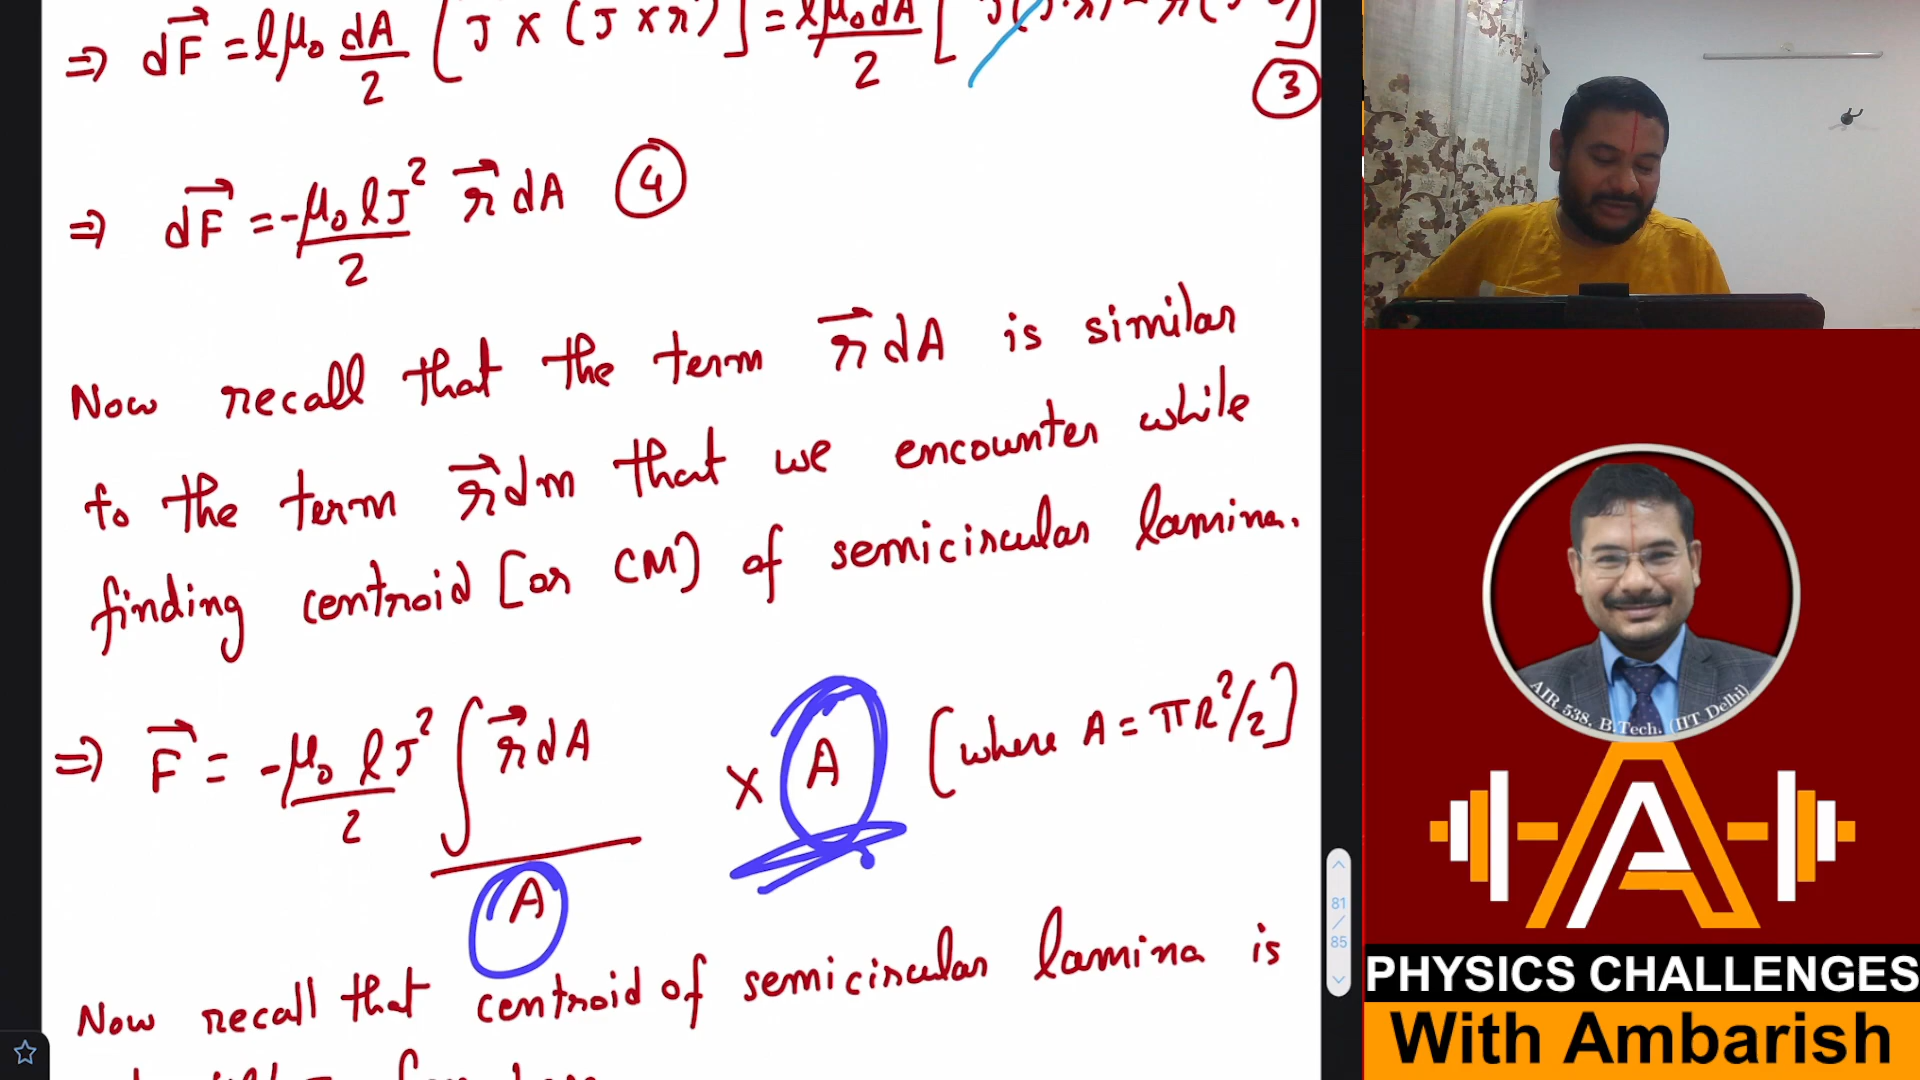 ⇒ dF = lμ₀ dA/2 [J × (J × r)] = lμ₀dA/2 [
③
⇒ dF = -μ₀lJ²/2 r dA ④
Now recall that the term r dA is similar
to the term r dm that we encounter while
finding centroid [or CM] of semicircular lamina.
⇒ F = -μ₀lJ²/2 ∫r dA/A × A [where A = πR²/2]
Now recall that centroid of semicircular lamina is
81
/
85
AIR 538, B.Tech. (IIT Delhi)
A
PHYSICS CHALLENGES
With Ambarish